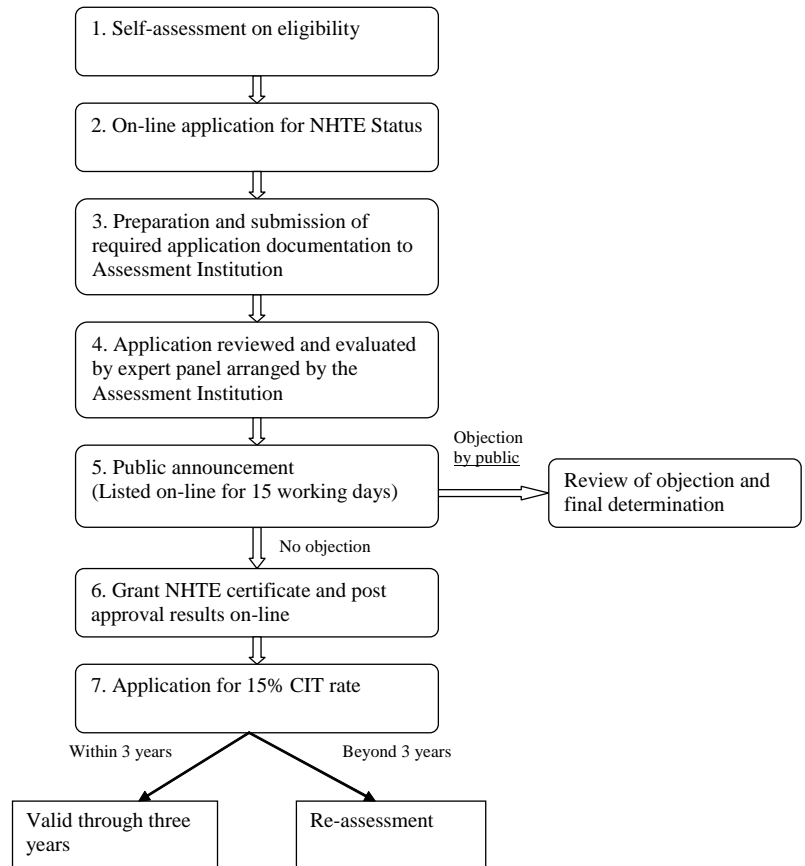 1. Self-assessment on eligibility
2. On-line application for NHTE Status
3. Preparation and submission of
required application documentation to
Assessment Institution
4. Application reviewed and evaluated
by expert panel arranged by the
Assessment Institution
Objection
by public
5. Public announcement
(Listed on-line for 15 working days)
Review of objection and
final determination
No objection
6. Grant NHTE certificate and post
approval results on-line
7. Application for 15% CIT rate
Within 3 years
Beyond 3 years
Valid through three
years
Re-assessment